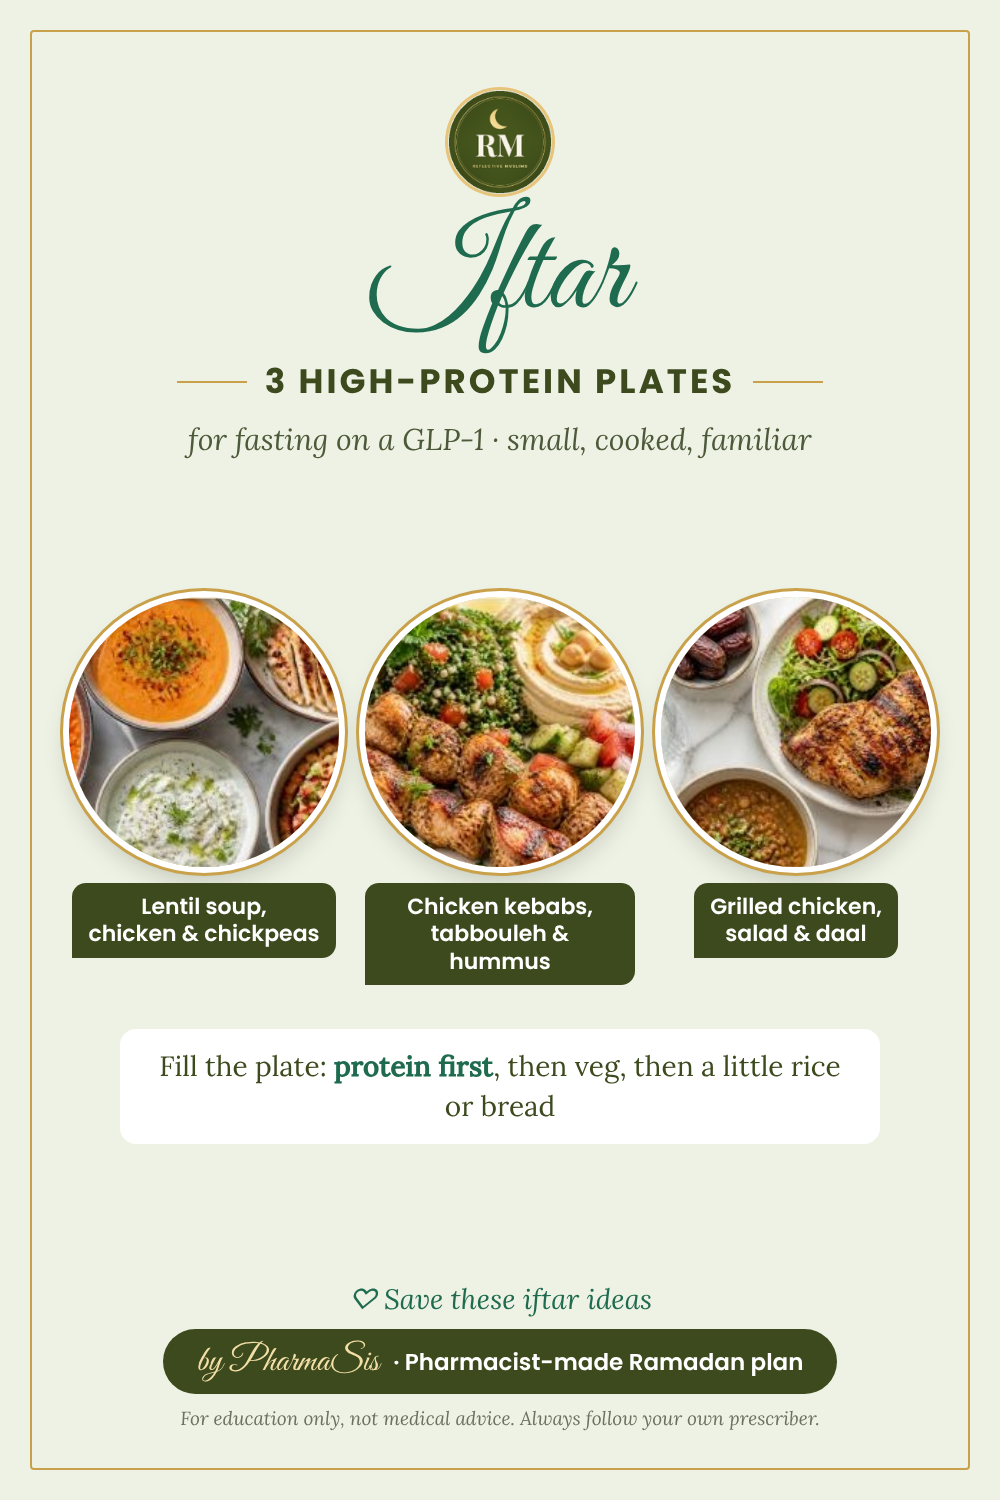 RM
REFLECTIVE MUSLIMS
Iftar
3 HIGH-PROTEIN PLATES
for fasting on a GLP-1 · small, cooked, familiar
Lentil soup,
chicken & chickpeas
Chicken kebabs,
tabbouleh &
hummus
Grilled chicken,
salad & daal
Fill the plate: protein first, then veg, then a little rice
or bread
♡ Save these iftar ideas
by PharmaSis · Pharmacist-made Ramadan plan
For education only, not medical advice. Always follow your own prescriber.